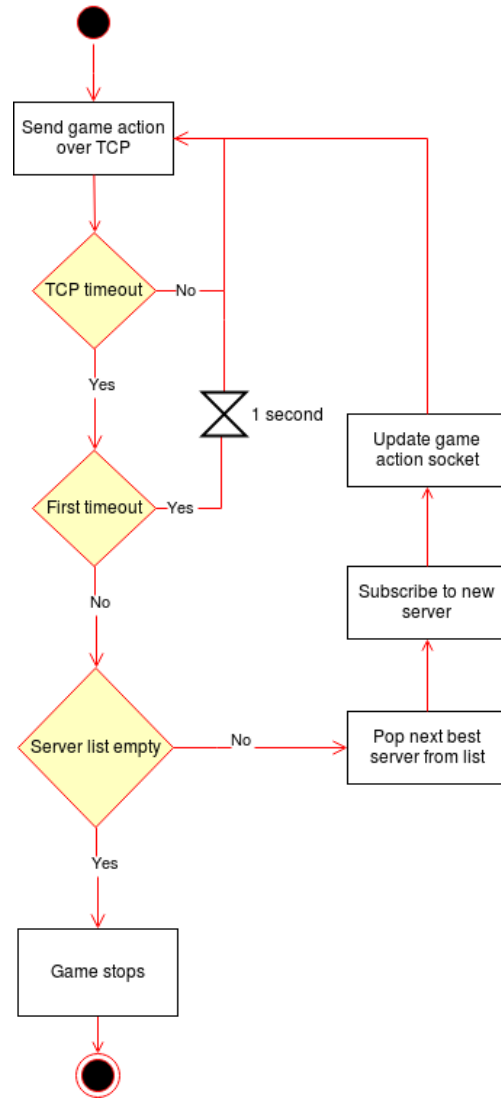 Send game action
over TCP
TCP timeout
No
Yes
1 second
First timeout
Yes
No
Update game
action socket
Subscribe to new
server
Server list empty
No
Pop next best
server from list
Yes
Game stops